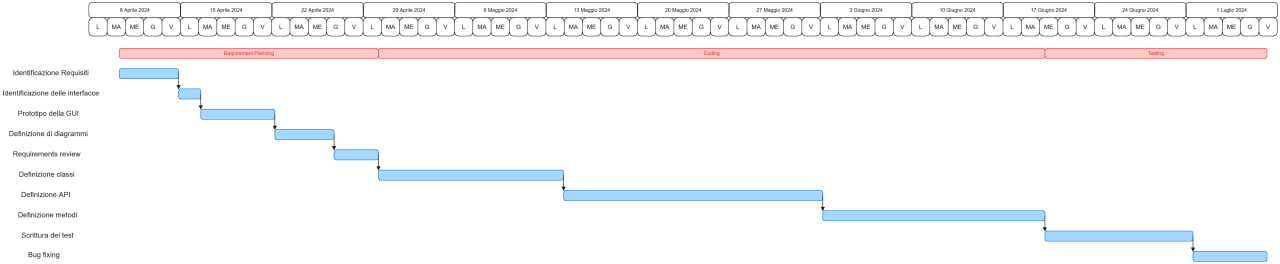 8 Aprile 2024 15 Aprile 2024 22 Aprile 2024 29 Aprile 2024 6 Maggio 2024 13 Maggio 2024 20 Maggio 2024 27 Maggio 2024 3 Giugno 2024 10 Giugno 2024 17 Giugno 2024 24 Giugno 2024 1 Luglio 2024
L MA ME G V L MA ME G V L MA ME G V L MA ME G V L MA ME G V L MA ME G V L MA ME G V L MA ME G V L MA ME G V L MA ME G V L MA ME G V L MA ME G V L MA ME G V
Requirement Planning Coding Testing
Identificazione Requisiti
Identificazione delle interfacce
Prototipo della GUI
Definizione di diagrammi
Requirements review
Definizione classi
Definizione API
Definizione metodi
Scrittura dei test
Bug fixing